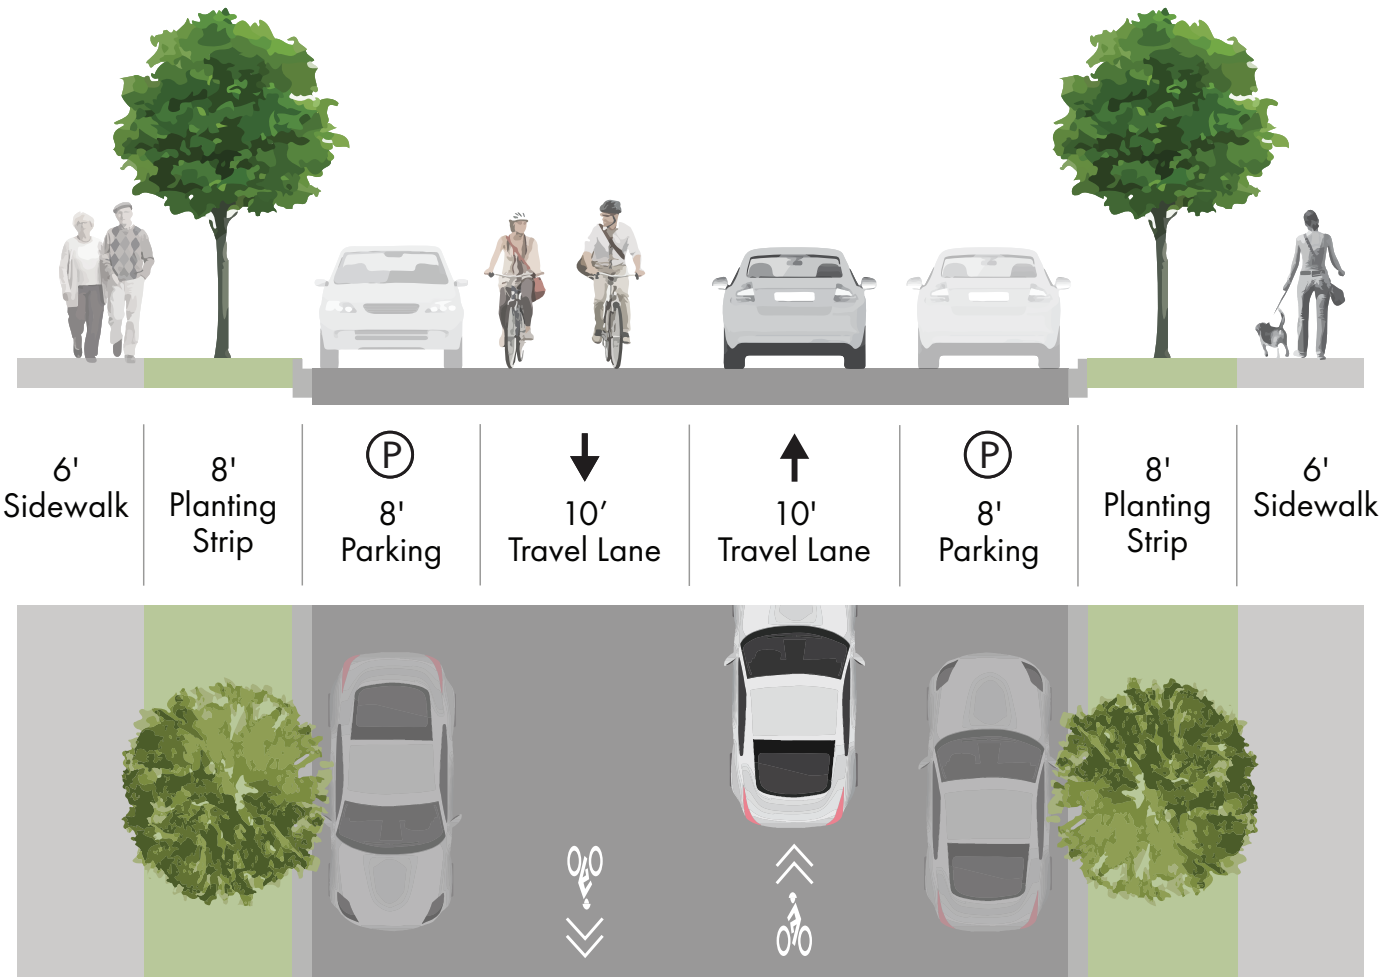 6'
Sidewalk
8'
Planting
Strip
P
8'
Parking
10’
Travel Lane
10'
Travel Lane
P
8'
Parking
8'
Planting
Strip
6'
Sidewalk